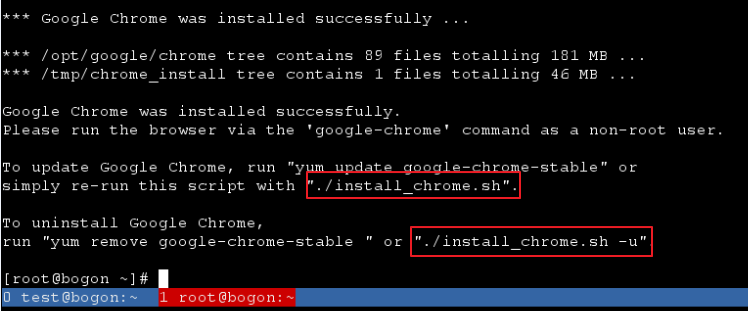 *** Google Chrome was installed successfully ...
*** /opt/google/chrome tree contains 89 files totalling 181 MB ...
*** /tmp/chrome_install tree contains 1 files totalling 46 MB ...
Google Chrome was installed successfully.
Please run the browser via the 'google-chrome' command as a non-root user.
To update Google Chrome, run "yum update google-chrome-stable" or
simply re-run this script with "./install_chrome.sh".
To uninstall Google Chrome,
run "yum remove google-chrome-stable " or "./install_chrome.sh -u".
[root@bogon ~]#
0 test@bogon:~ 1 root@bogon:~